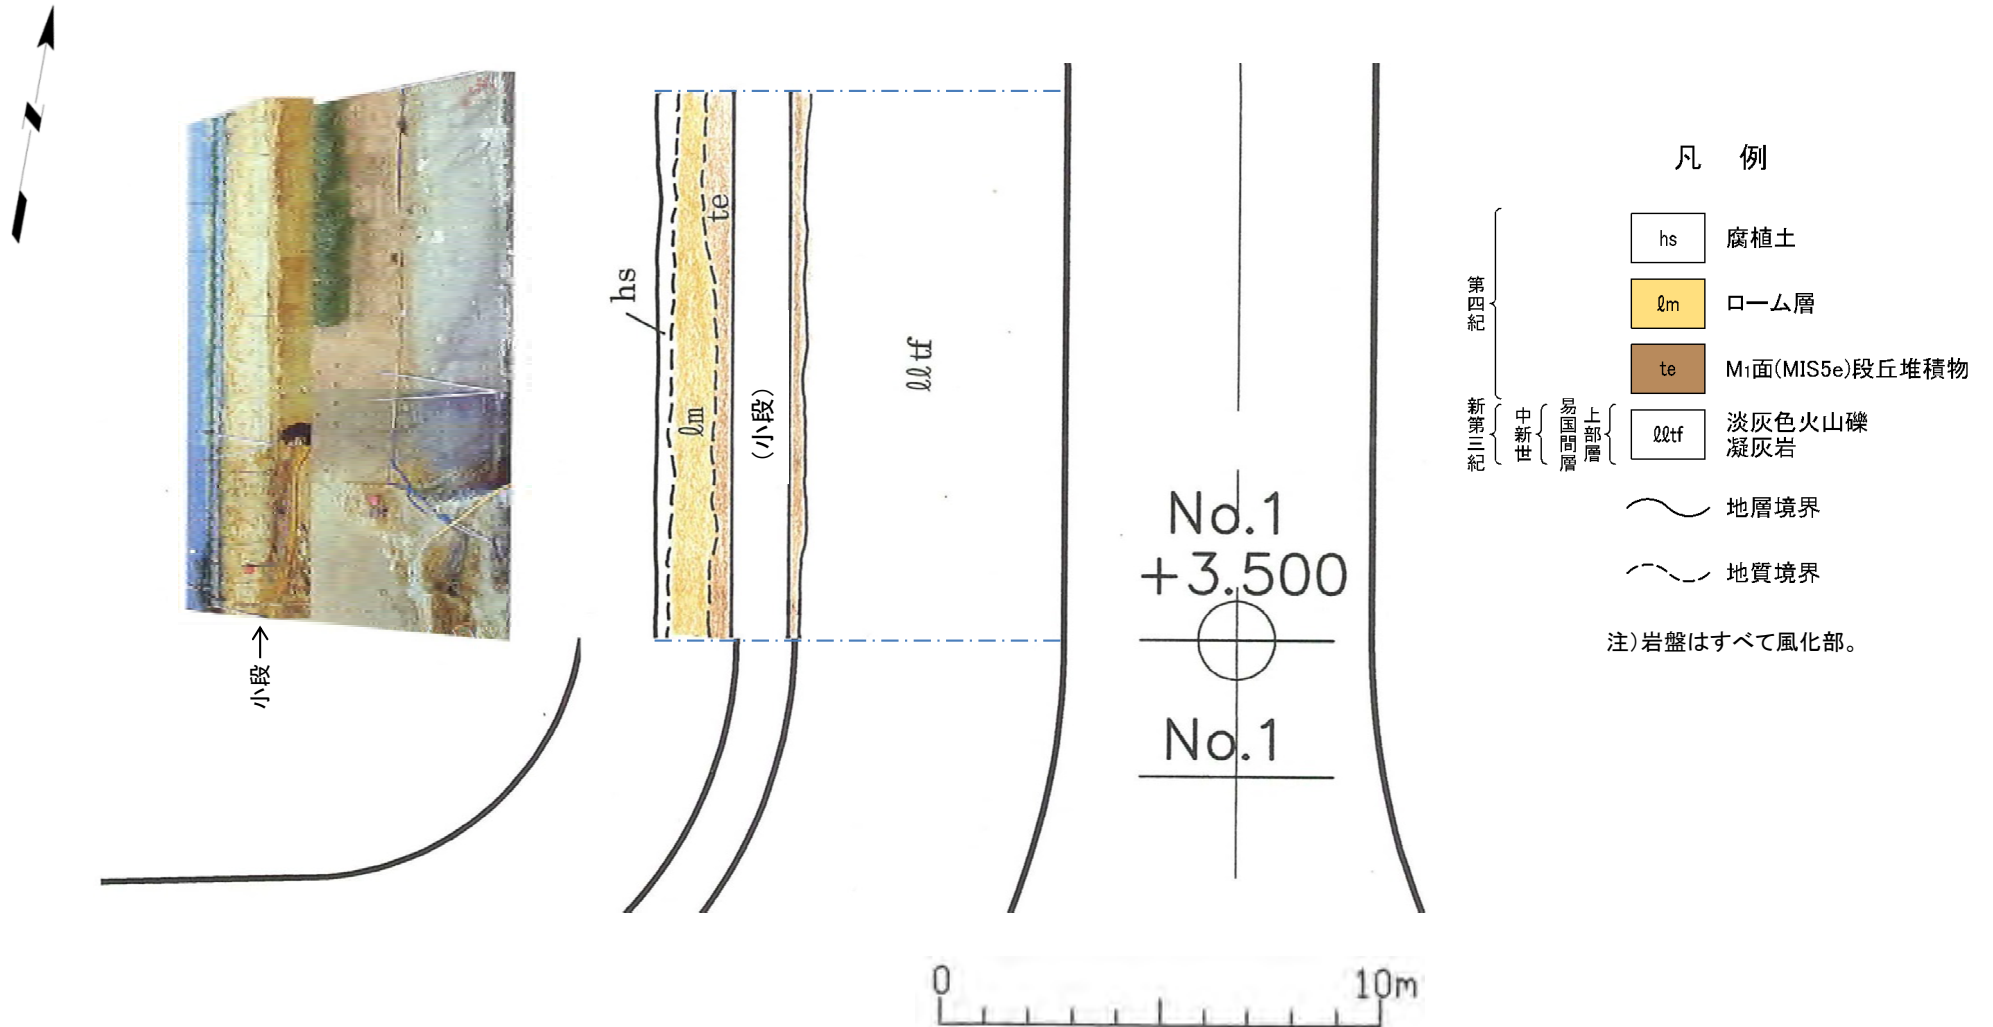 小段→
hs
te
ℓm
(小段)
ℓℓtf
No.1
+3.500
No.1
0
10m
凡 例
第四紀
hs
腐植土
ℓm
ローム層
te
M₁面(MIS5e)段丘堆積物
新第三紀
中新世
易国間層
上部層
ℓℓtf
淡灰色火山礫
凝灰岩
地層境界
地質境界
注)岩盤はすべて風化部。